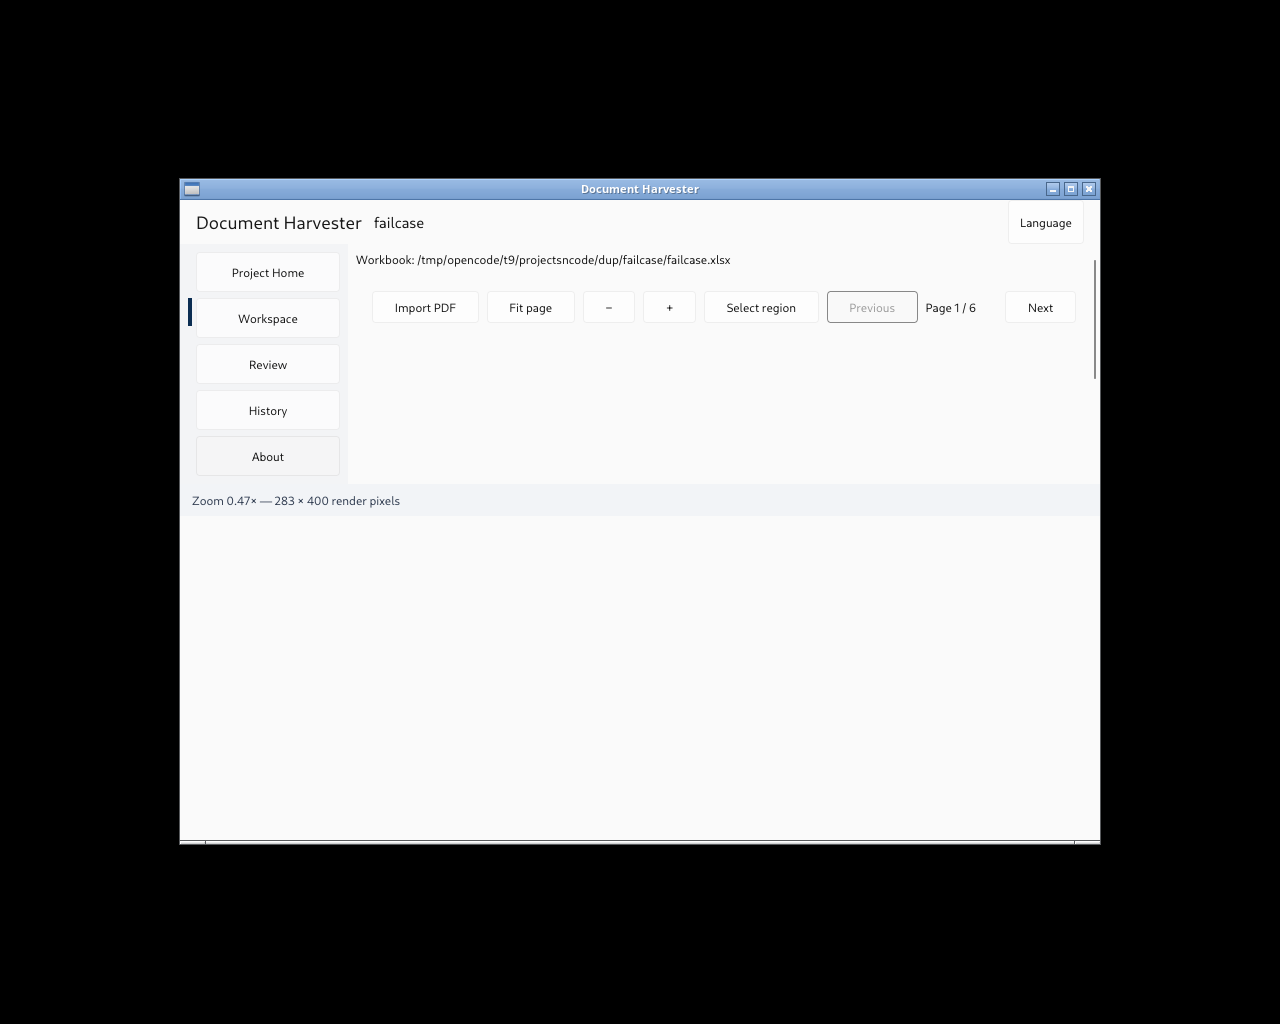 Document Harvester
Document Harvester failcase Language
Project Home
Workspace
Review
History
About
Workbook: /tmp/opencode/t9/projectsncode/dup/failcase/failcase.xlsx
Import PDF Fit page − + Select region Previous Page 1 / 6 Next
Zoom 0.47× — 283 × 400 render pixels